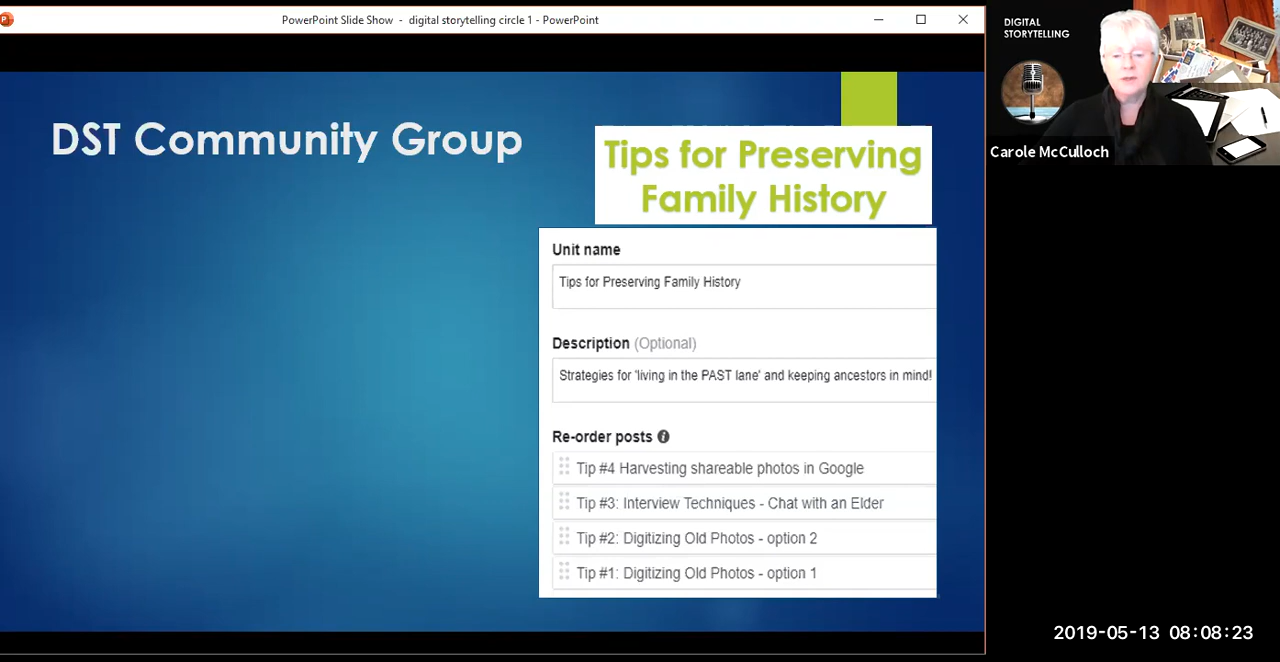 PowerPoint Slide Show - digital storytelling circle 1 - PowerPoint
DST Community Group
Tips for Preserving
Family History
Unit name
Tips for Preserving Family History
Description (Optional)
Strategies for 'living in the PAST lane' and keeping ancestors in mind!
Re-order posts
Tip #4 Harvesting shareable photos in Google
Tip #3: Interview Techniques - Chat with an Elder
Tip #2: Digitizing Old Photos - option 2
Tip #1: Digitizing Old Photos - option 1
DIGITAL
STORYTELLING
Carole McCulloch
2019-05-13 08:08:23